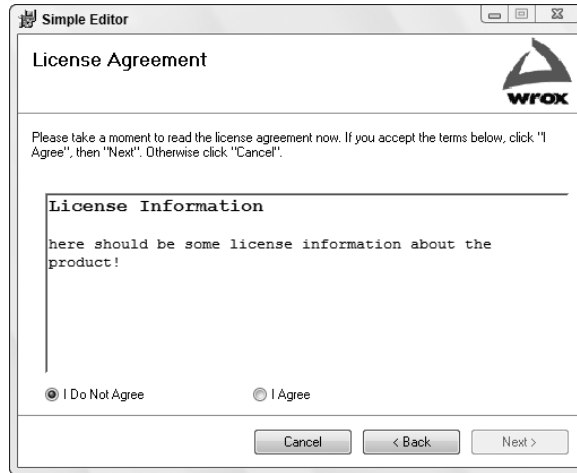 Simple Editor
License Agreement
wrox
Please take a moment to read the license agreement now. If you accept the terms below, click "I
Agree", then "Next". Otherwise click "Cancel".
License Information
here should be some license information about the
product!
I Do Not Agree I Agree
Cancel < Back Next >